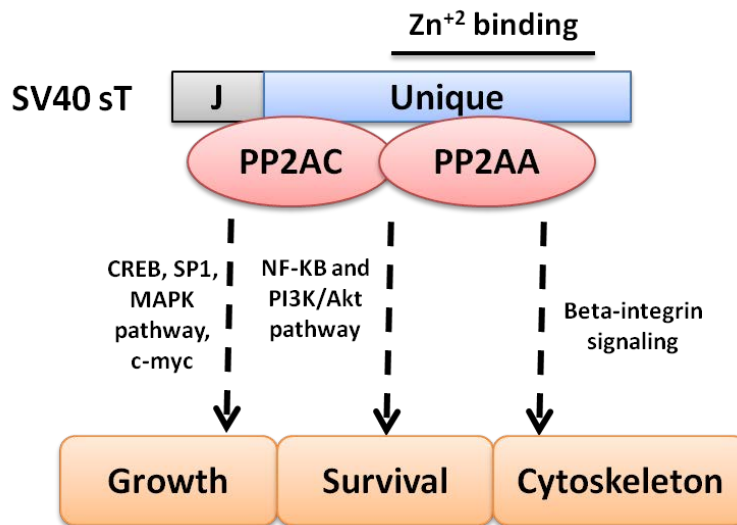 Zn+2 binding
SV40 sT
J
Unique
PP2AC
PP2AA
CREB, SP1,
MAPK
pathway,
c-myc
NF-KB and
PI3K/Akt
pathway
Beta-integrin
signaling
Growth
Survival
Cytoskeleton